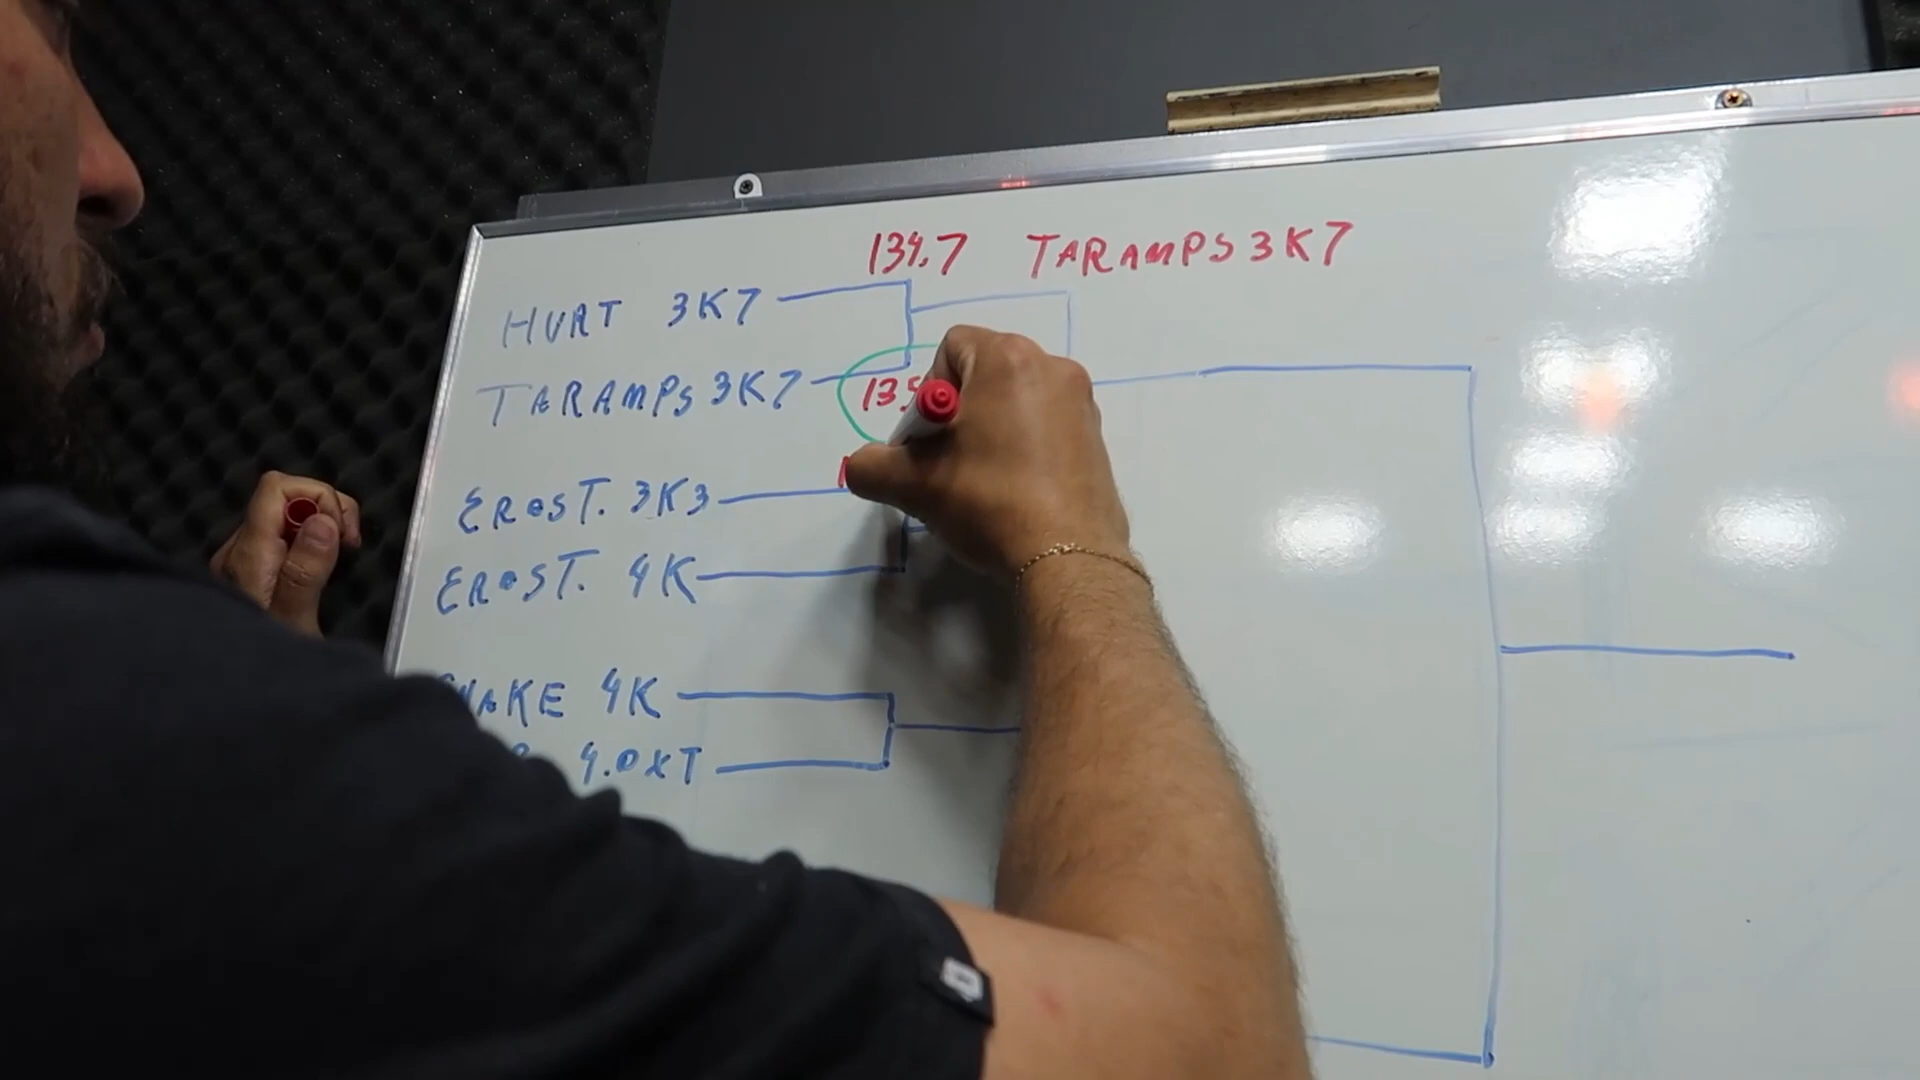 134.7 TARAMPS 3K7
HURT 3K7
TARAMPS 3K7
EROST. 3K3
EROST. 4K
4K
4.0XT